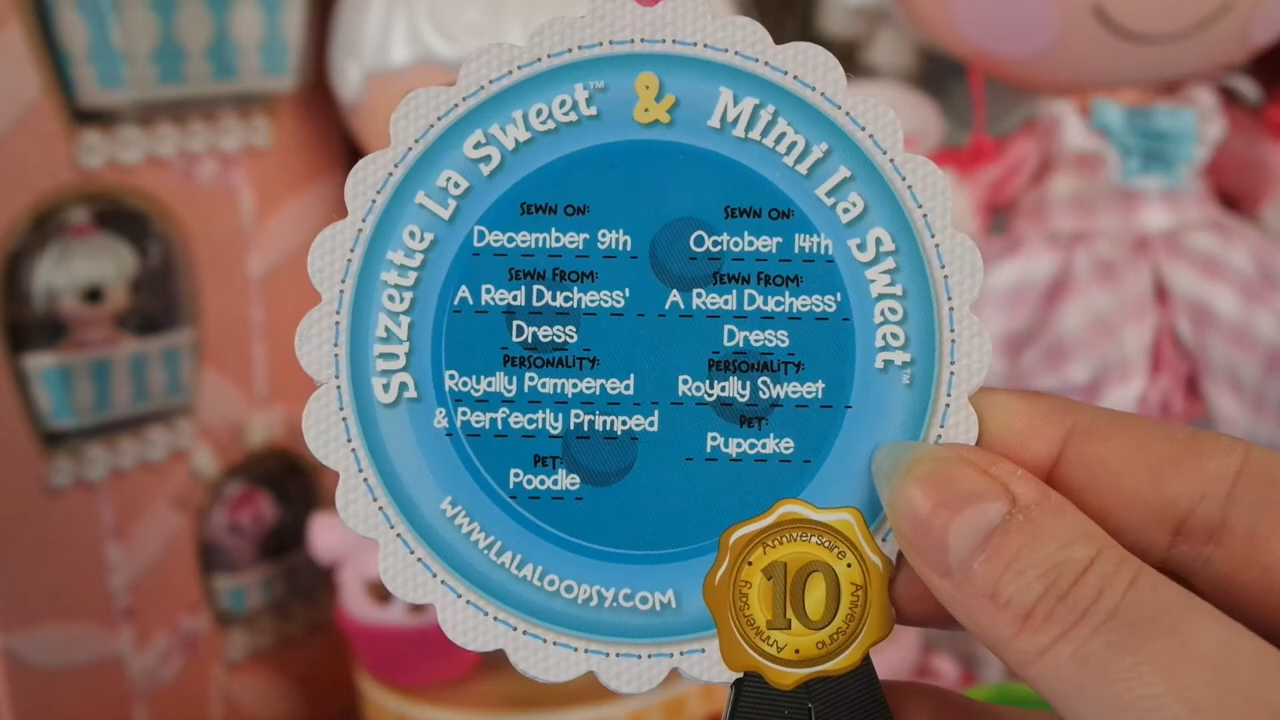 Suzette La Sweet™ & Mimi La Sweet™
SEWN ON:
December 9th
SEWN FROM:
A Real Duchess'
Dress
PERSONALITY:
Royally Pampered
& Perfectly Primped
PET:
Poodle
SEWN ON:
October 14th
SEWN FROM:
A Real Duchess'
Dress
PERSONALITY:
Royally Sweet
PET:
Pupcake
www.LALALOOPSY.COM
Anniversaire
10
Anniversary
Aniversario